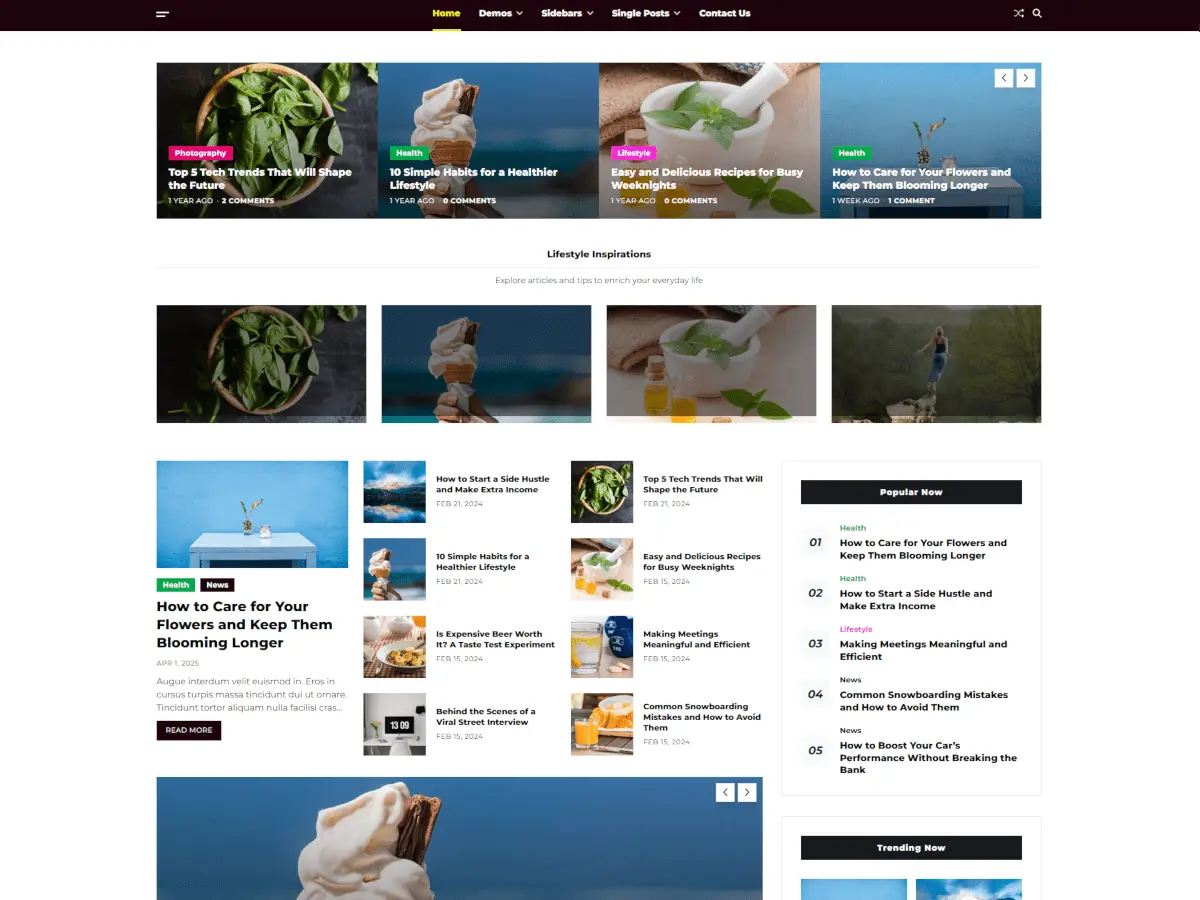 Home Demos Sidebars Single Posts Contact Us
Photography
Top 5 Tech Trends That Will Shape
the Future
1 YEAR AGO · 2 COMMENTS
Health
10 Simple Habits for a Healthier
Lifestyle
1 YEAR AGO 0 COMMENTS
Lifestyle
Easy and Delicious Recipes for Busy
Weeknights
1 YEAR AGO 0 COMMENTS
Health
How to Care for Your Flowers and
Keep Them Blooming Longer
1 WEEK AGO 1 COMMENT
Lifestyle Inspirations
Explore articles and tips to enrich your everyday life
Health News
How to Care for Your
Flowers and Keep Them
Blooming Longer
APR 1, 2025
Augue interdum velit euismod in. Eros in
cursus turpis massa tincidunt dui ut ornare.
Tincidunt tortor aliquam nulla facilisi cras...
READ MORE
How to Start a Side Hustle
and Make Extra Income
FEB 21, 2024
Top 5 Tech Trends That Will
Shape the Future
FEB 21, 2024
10 Simple Habits for a
Healthier Lifestyle
FEB 21, 2024
Easy and Delicious Recipes
for Busy Weeknights
FEB 15, 2024
Is Expensive Beer Worth
It? A Taste Test Experiment
FEB 15, 2024
Making Meetings
Meaningful and Efficient
FEB 15, 2024
13 09
Behind the Scenes of a
Viral Street Interview
FEB 15, 2024
Common Snowboarding
Mistakes and How to Avoid
Them
FEB 15, 2024
Popular Now
01
Health
How to Care for Your Flowers and
Keep Them Blooming Longer
02
Health
How to Start a Side Hustle and
Make Extra Income
03
Lifestyle
Making Meetings Meaningful and
Efficient
04
News
Common Snowboarding Mistakes
and How to Avoid Them
05
News
How to Boost Your Car's
Performance Without Breaking the
Bank
Trending Now